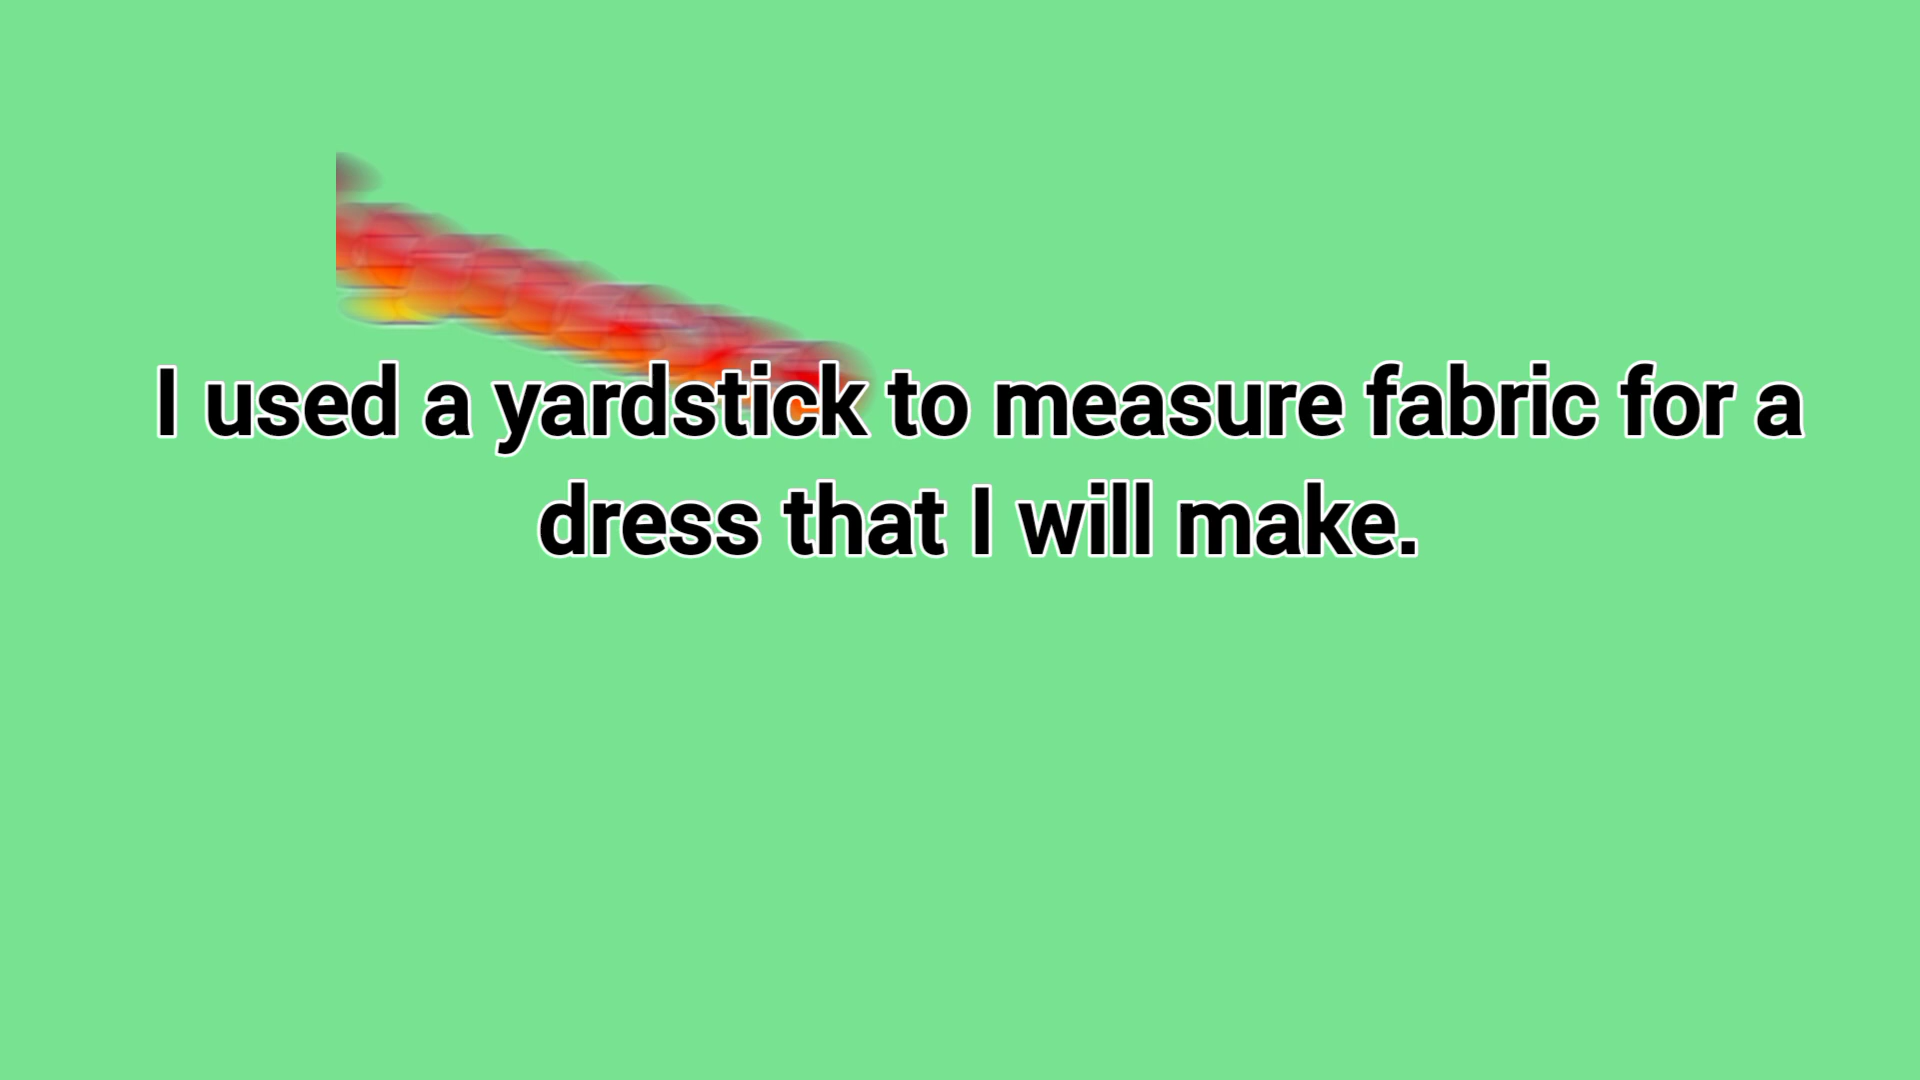 I used a yardstick to measure fabric for a
dress that I will make.